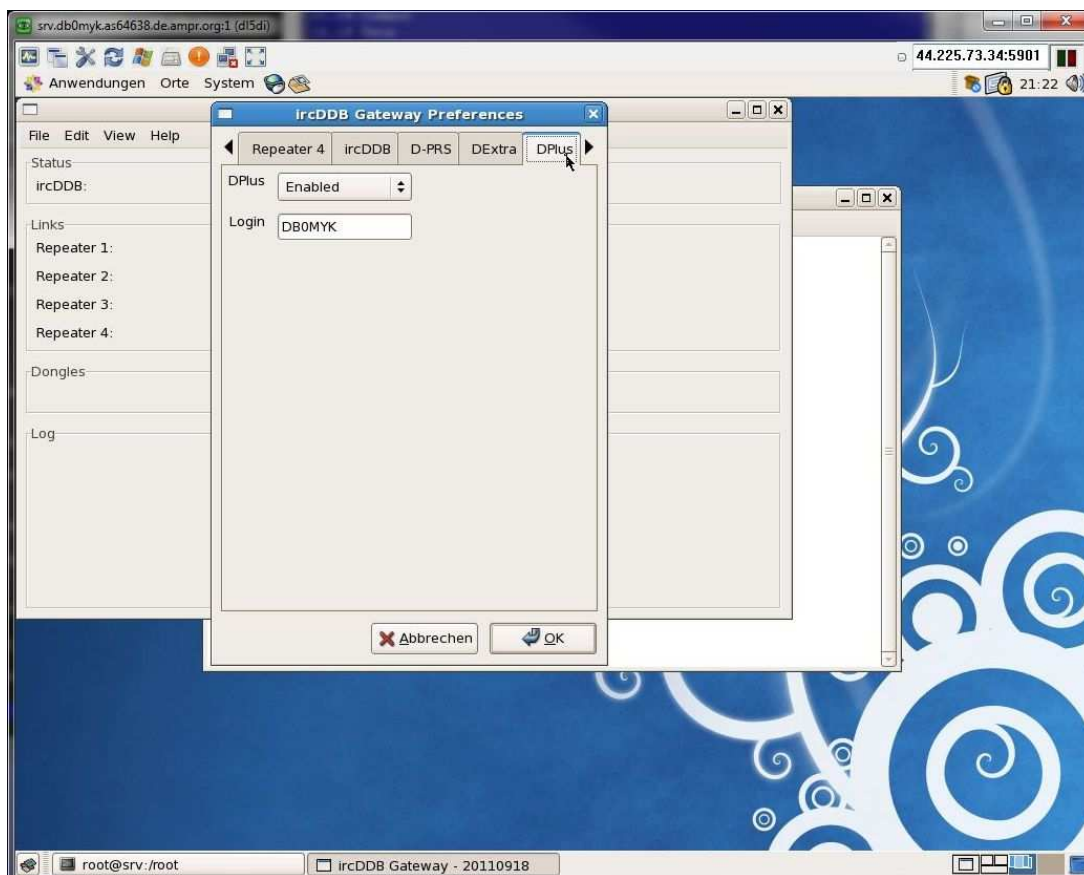 srv.db0myk.as64638.de.ampr.org:1 (dl5di)
44.225.73.34:5901
Anwendungen Orte System
21:22
ircDDB Gateway Preferences
File Edit View Help
Repeater 4 ircDDB D-PRS DExtra DPlus
Status
ircDDB:
DPlus Enabled
Login DB0MYK
Links
Repeater 1:
Repeater 2:
Repeater 3:
Repeater 4:
Dongles
Log
Abbrechen OK
root@srv:/root
ircDDB Gateway - 20110918